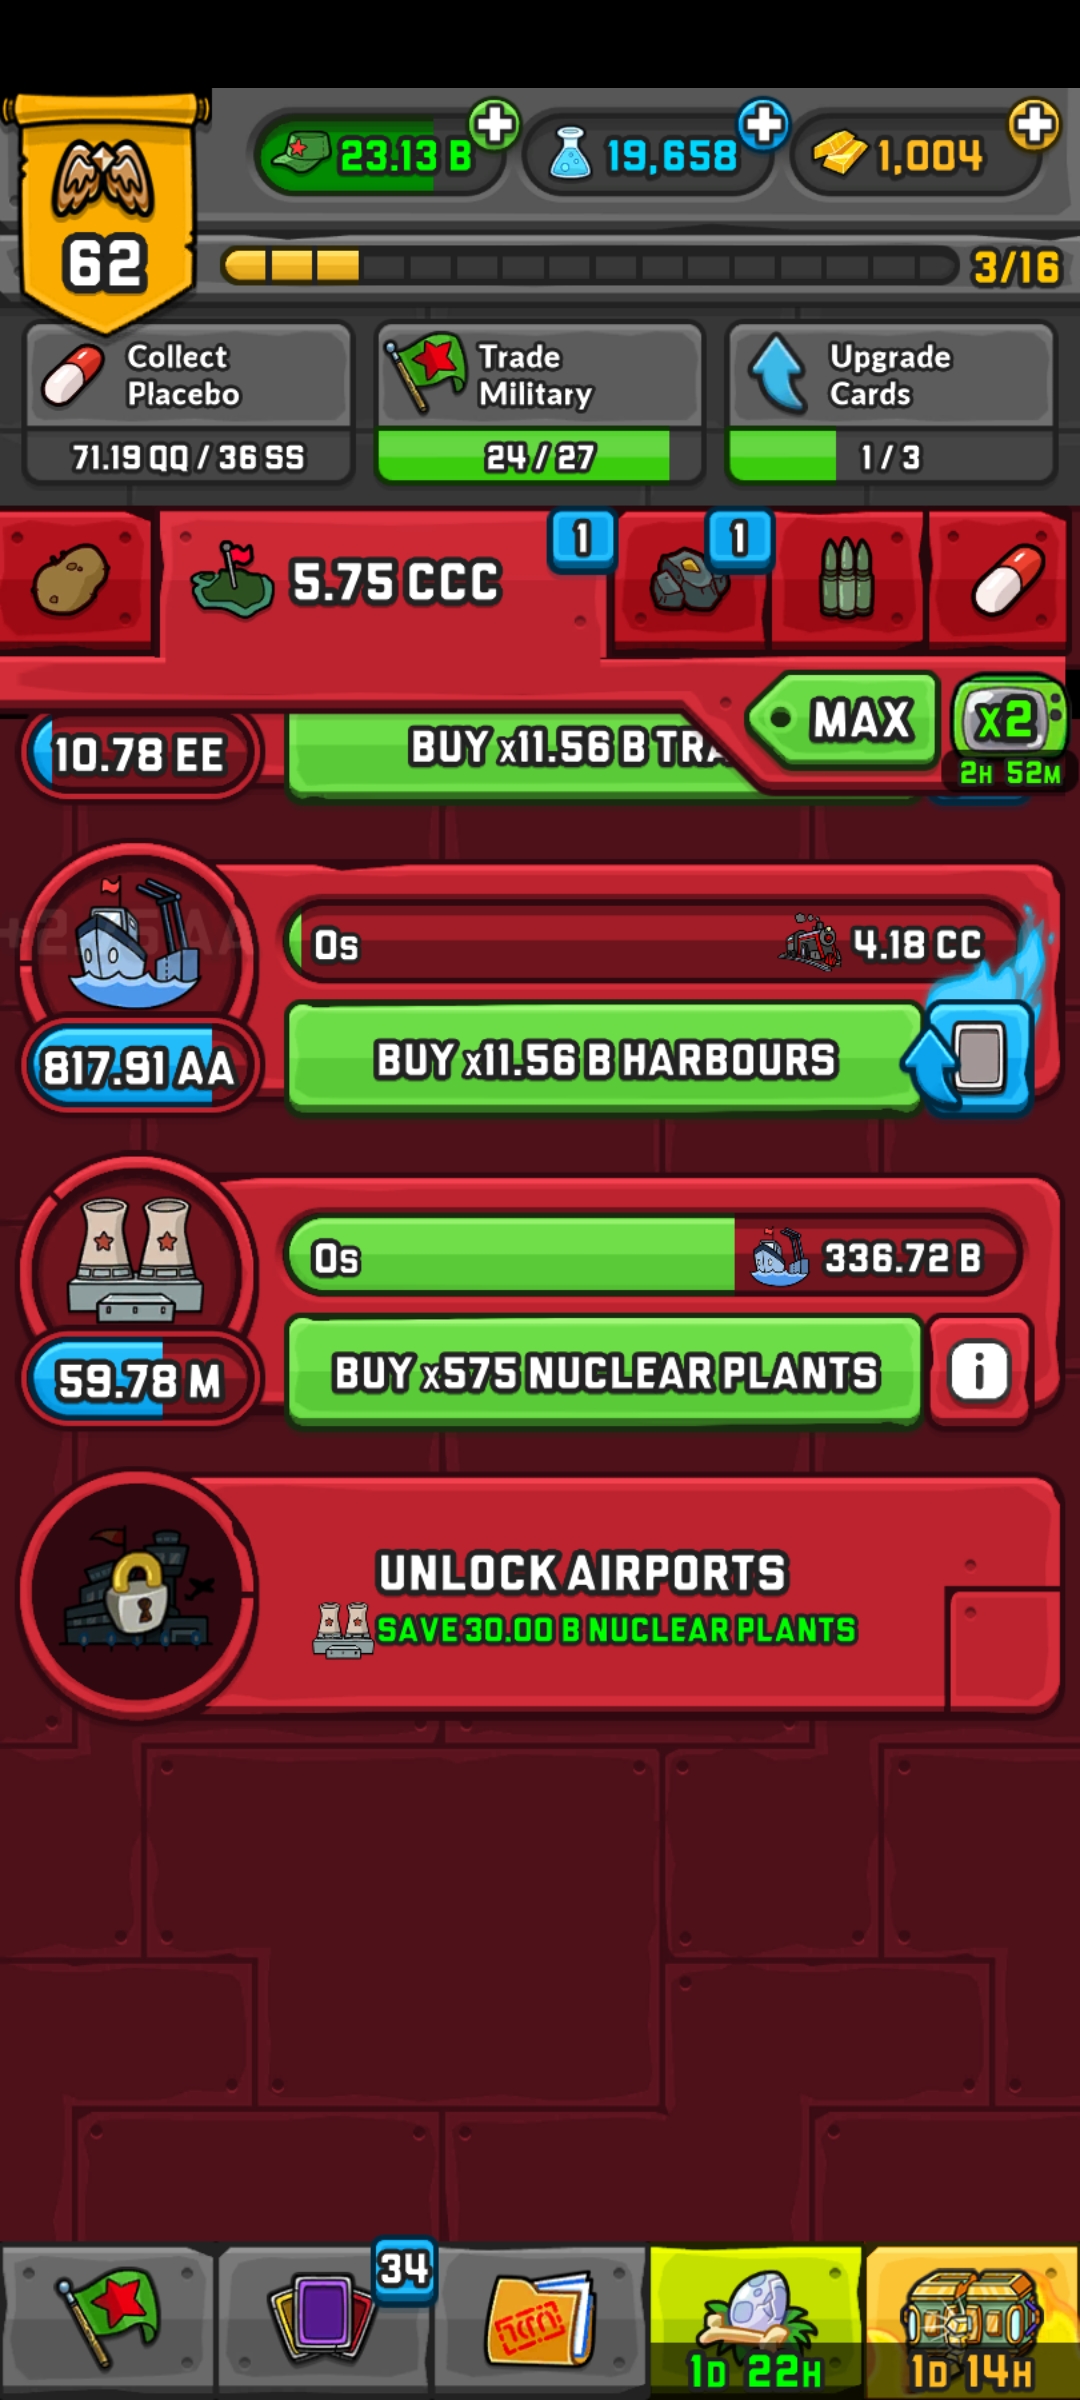 23.13 B
19,658
1,004
62
3/16
Collect
Placebo
Trade
Military
Upgrade
Cards
71.19 QQ / 36 SS
24 / 27
1 / 3
5.75 CCC
1
1
MAX
x2
2H 52M
10.78 EE
BUY x11.56 B
0s
4.18 CC
817.91 AA
BUY x11.56 B HARBOURS
0s
336.72 B
59.78 M
BUY x575 NUCLEAR PLANTS
i
UNLOCK AIRPORTS
SAVE 30.00 B NUCLEAR PLANTS
34
1D 22H
1D 14H